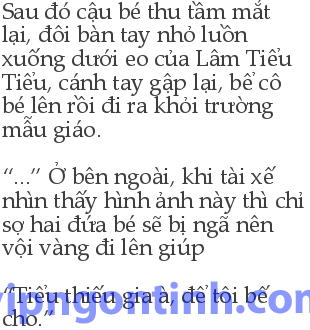 Sau đó cậu bé thu tầm mắt
lại, đôi bàn tay nhỏ luồn
xuống dưới eo của Lâm Tiểu
Tiểu, cánh tay gập lại, bể cô
bé lên rồi đi ra khỏi trường
mẫu giáo.
“...” Ở bên ngoài, khi tài xế
nhìn thấy hình ảnh này thì chỉ
sợ hai đứa bé sẽ bị ngã nên
vội vàng đi lên giúp
“Tiểu thiếu gia à, để tôi bế
cho.”
vipngontinh.com